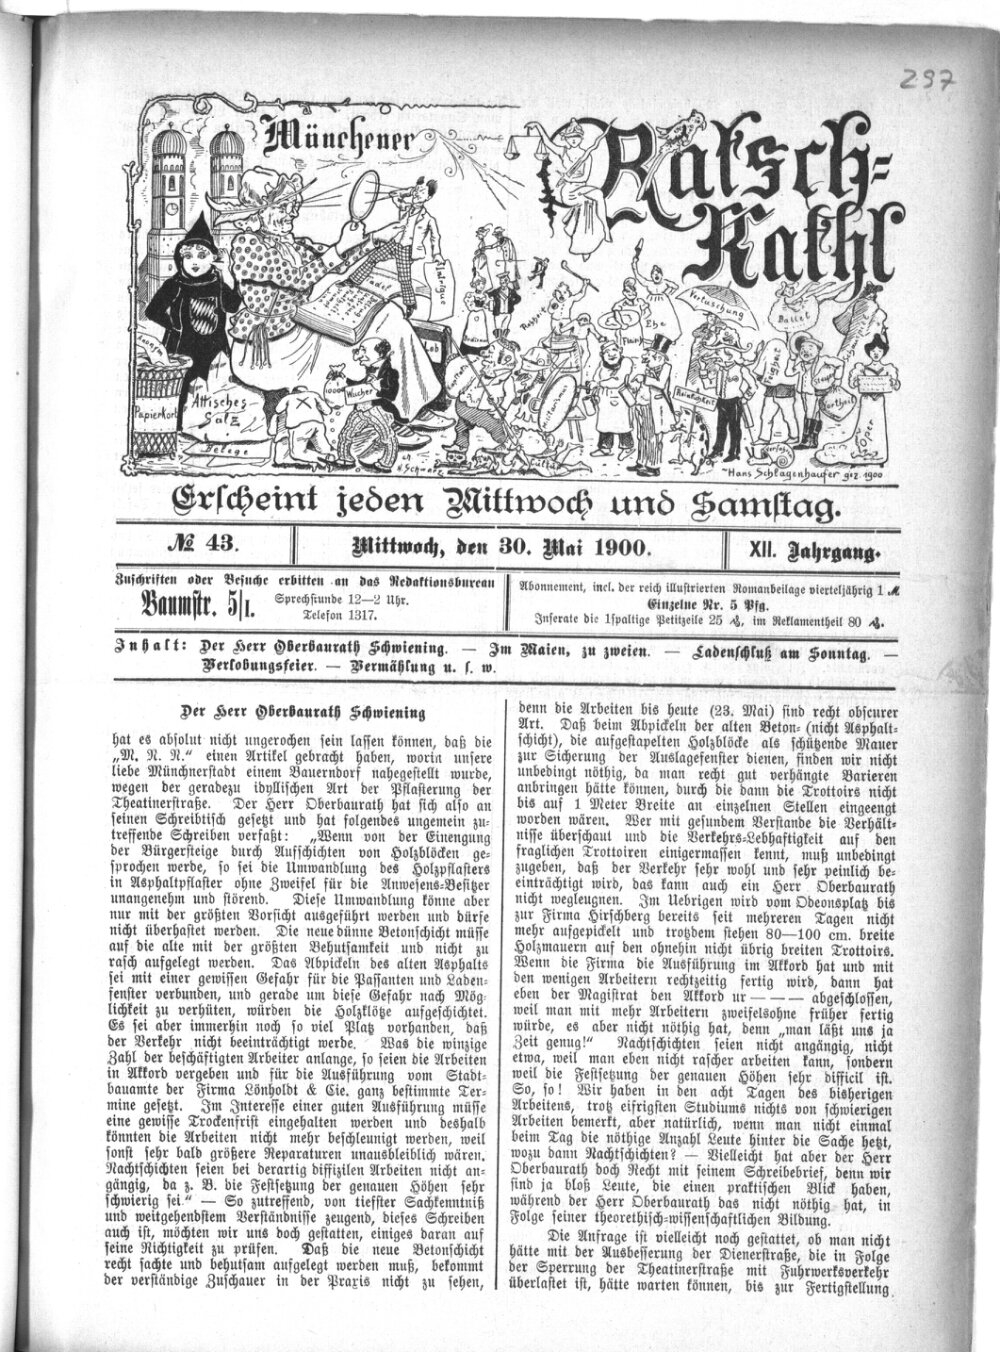 297
Münchener
Ratsch-
Kathl
Tadel
Intrigue
Lob
Papierkorb
Attisches
Salz
Belege
Wucher
10000
Ehe
Vertuschung
Ballet
Cultur
Oper
Hans Schlagenhaufer gez. 1900
Erscheint jeden Mittwoch und Samstag.
№ 43.
Mittwoch, den 30. Mai 1900.
XII. Jahrgang.
Zuschriften oder Besuche erbitten an das Redaktionsbureau
Baumstr. 5/I.
Sprechstunde 12—2 Uhr.
Telefon 1317.
Abonnement, incl. der reich illustrierten Romanbeilage vierteljährig 1 M
Einzelne Nr. 5 Pfg.
Inserate die 1spaltige Petitzeile 25 ₰, im Reklamentheil 80 ₰.
Inhalt: Der Herr Oberbaurath Schwiening. — Im Maien, zu zweien. — Ladenschluß am Sonntag. —
Verlobungsfeier. — Vermählung u. s. w.
Der Herr Oberbaurath Schwiening
hat es absolut nicht ungerochen sein lassen können, daß die
„M. N. N.“ einen Artikel gebracht haben, worin unsere
liebe Münchnerstadt einem Bauerndorf nahegestellt wurde,
wegen der geradezu idyllischen Art der Pflasterung der
Theatinerstraße. Der Herr Oberbaurath hat sich also an
seinen Schreibtisch gesetzt und hat folgendes ungemein zu-
treffende Schreiben verfaßt: „Wenn von der Einengung
der Bürgersteige durch Aufschichten von Holzblöcken ge-
sprochen werde, so sei die Umwandlung des Holzpflasters
in Asphaltpflaster ohne Zweifel für die Anwesens-Besitzer
unangenehm und störend. Diese Umwandlung könne aber
nur mit der größten Vorsicht ausgeführt werden und dürfe
nicht überhastet werden. Die neue dünne Betonschicht müsse
auf die alte mit der größten Behutsamkeit und nicht zu
rasch aufgelegt werden. Das Abpickeln des alten Asphalts
sei mit einer gewissen Gefahr für die Passanten und Laden-
fenster verbunden, und gerade um diese Gefahr nach Mög-
lichkeit zu verhüten, würden die Holzklötze aufgeschichtet.
Es sei aber immerhin noch so viel Platz vorhanden, daß
der Verkehr nicht beeinträchtigt werde. Was die winzige
Zahl der beschäftigten Arbeiter anlange, so seien die Arbeiten
in Akkord vergeben und für die Ausführung vom Stadt-
bauamte der Firma Lönholdt & Cie. ganz bestimmte Ter-
mine gesetzt. Im Interesse einer guten Ausführung müsse
eine gewisse Trockenfrist eingehalten werden und deshalb
könnten die Arbeiten nicht mehr beschleunigt werden, weil
sonst sehr bald größere Reparaturen unausbleiblich wären.
Nachtschichten seien bei derartig diffizilen Arbeiten nicht an-
gängig, da z. B. die Festsetzung der genauen Höhen sehr
schwierig sei.“ — So zutreffend, von tiefster Sachkenntniß
und weitgehendstem Verständnisse zeugend, dieses Schreiben
auch ist, möchten wir uns doch gestatten, einiges daran auf
seine Richtigkeit zu prüfen. Daß die neue Betonschicht
recht sachte und behutsam aufgelegt werden muß, bekommt
der verständige Zuschauer in der Praxis nicht zu sehen,
denn die Arbeiten bis heute (23. Mai) sind recht obscurer
Art. Daß beim Abpickeln der alten Beton- (nicht Asphalt-
schicht), die aufgestapelten Holzblöcke als schützende Mauer
zur Sicherung der Auslagefenster dienen, finden wir nicht
unbedingt nöthig, da man recht gut verhängte Barieren
anbringen hätte können, durch die dann die Trottoirs nicht
bis auf 1 Meter Breite an einzelnen Stellen eingeengt
worden wären. Wer mit gesundem Verstande die Verhält-
nisse überschaut und die Verkehrs-Lebhaftigkeit auf den
fraglichen Trottoiren einigermassen kennt, muß unbedingt
zugeben, daß der Verkehr sehr wohl und sehr peinlich be-
einträchtigt wird, das kann auch ein Herr Oberbaurath
nicht wegleugnen. Im Uebrigen wird vom Odeonsplatz bis
zur Firma Hirschberg bereits seit mehreren Tagen nicht
mehr aufgepickelt und trotzdem stehen 80—100 cm. breite
Holzmauern auf den ohnehin nicht übrig breiten Trottoirs.
Wenn die Firma die Ausführung im Akkord hat und mit
den wenigen Arbeitern rechtzeitig fertig wird, dann hat
eben der Magistrat den Akkord ur — — — abgeschlossen,
weil man mit mehr Arbeitern zweifelsohne früher fertig
würde, es aber nicht nöthig hat, denn „man läßt uns ja
Zeit genug!“ Nachtschichten seien nicht angängig, nicht
etwa, weil man eben nicht rascher arbeiten kann, sondern
weil die Festsetzung der genauen Höhen sehr difficil ist.
So, so! Wir haben in den acht Tagen des bisherigen
Arbeitens, trotz eifrigsten Studiums nichts von schwierigen
Arbeiten bemerkt, aber natürlich, wenn man nicht einmal
beim Tag die nöthige Anzahl Leute hinter die Sache hetzt,
wozu dann Nachtschichten? — Vielleicht hat aber der Herr
Oberbaurath doch Recht mit seinem Schreibebrief, denn wir
sind ja bloß Leute, die einen praktischen Blick haben,
während der Herr Oberbaurath das nicht nöthig hat, in
Folge seiner theorethisch-wissenschaftlichen Bildung.
Die Anfrage ist vielleicht noch gestattet, ob man nicht
hätte mit der Ausbesserung der Dienerstraße, die in Folge
der Sperrung der Theatinerstraße mit Fuhrwerksverkehr
überlastet ist, hätte warten können, bis zur Fertigstellung